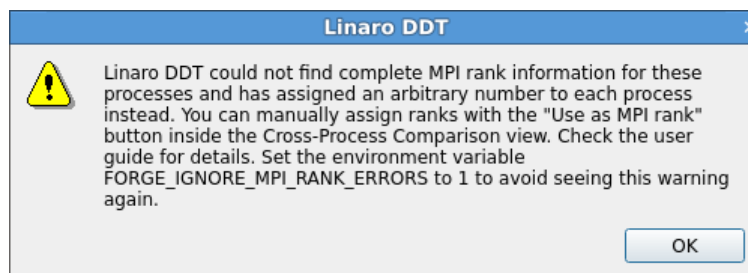 Linaro DDT
Linaro DDT could not find complete MPI rank information for these
processes and has assigned an arbitrary number to each process
instead. You can manually assign ranks with the "Use as MPI rank"
button inside the Cross-Process Comparison view. Check the user
guide for details. Set the environment variable
FORGE_IGNORE_MPI_RANK_ERRORS to 1 to avoid seeing this warning
again.
OK